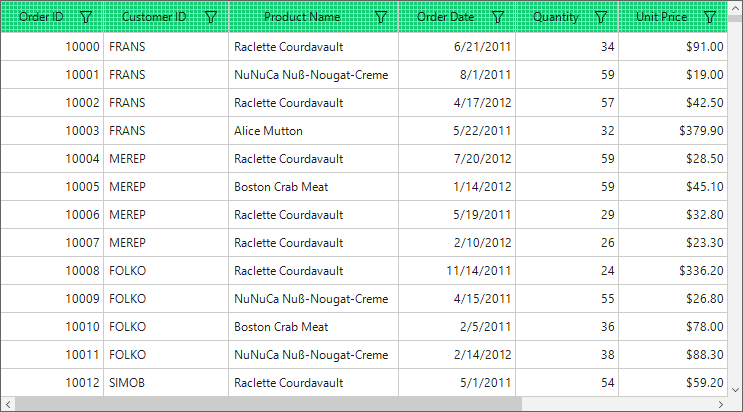 Order ID Customer ID Product Name Order Date Quantity Unit Price
10000 FRANS Raclette Courdavault 6/21/2011 34 $91.00
10001 FRANS NuNuCa Nuß-Nougat-Creme 8/1/2011 59 $19.00
10002 FRANS Raclette Courdavault 4/17/2012 57 $42.50
10003 FRANS Alice Mutton 5/22/2011 32 $379.90
10004 MEREP Raclette Courdavault 7/20/2012 59 $28.50
10005 MEREP Boston Crab Meat 1/14/2012 59 $45.10
10006 MEREP Raclette Courdavault 5/19/2011 29 $32.80
10007 MEREP Raclette Courdavault 2/10/2012 26 $23.30
10008 FOLKO Raclette Courdavault 11/14/2011 24 $336.20
10009 FOLKO NuNuCa Nuß-Nougat-Creme 4/15/2011 55 $26.80
10010 FOLKO Boston Crab Meat 2/5/2011 36 $78.00
10011 FOLKO NuNuCa Nuß-Nougat-Creme 2/14/2012 38 $88.30
10012 SIMOB Raclette Courdavault 5/1/2011 54 $59.20